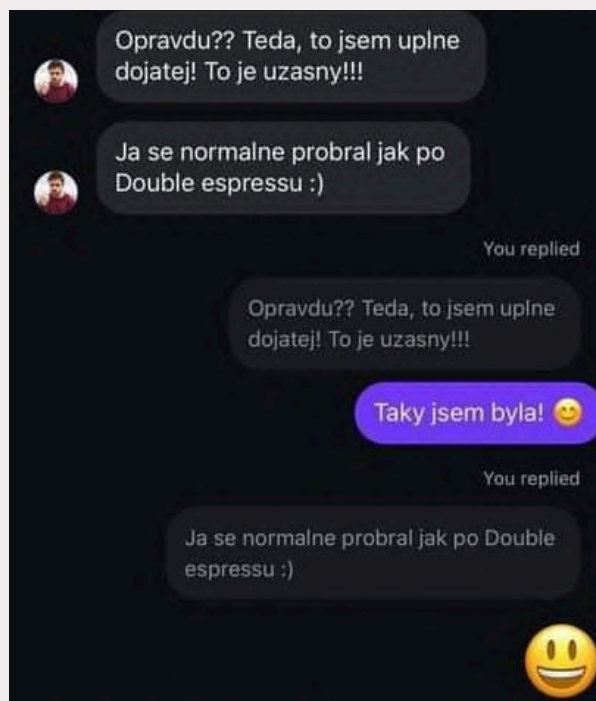 Opravdu?? Teda, to jsem uplne
dojatej! To je uzasny!!!
Ja se normalne probral jak po
Double espressu :)
You replied
Opravdu?? Teda, to jsem uplne
dojatej! To je uzasny!!!
Taky jsem byla! 😊
You replied
Ja se normalne probral jak po Double
espressu :)
😃